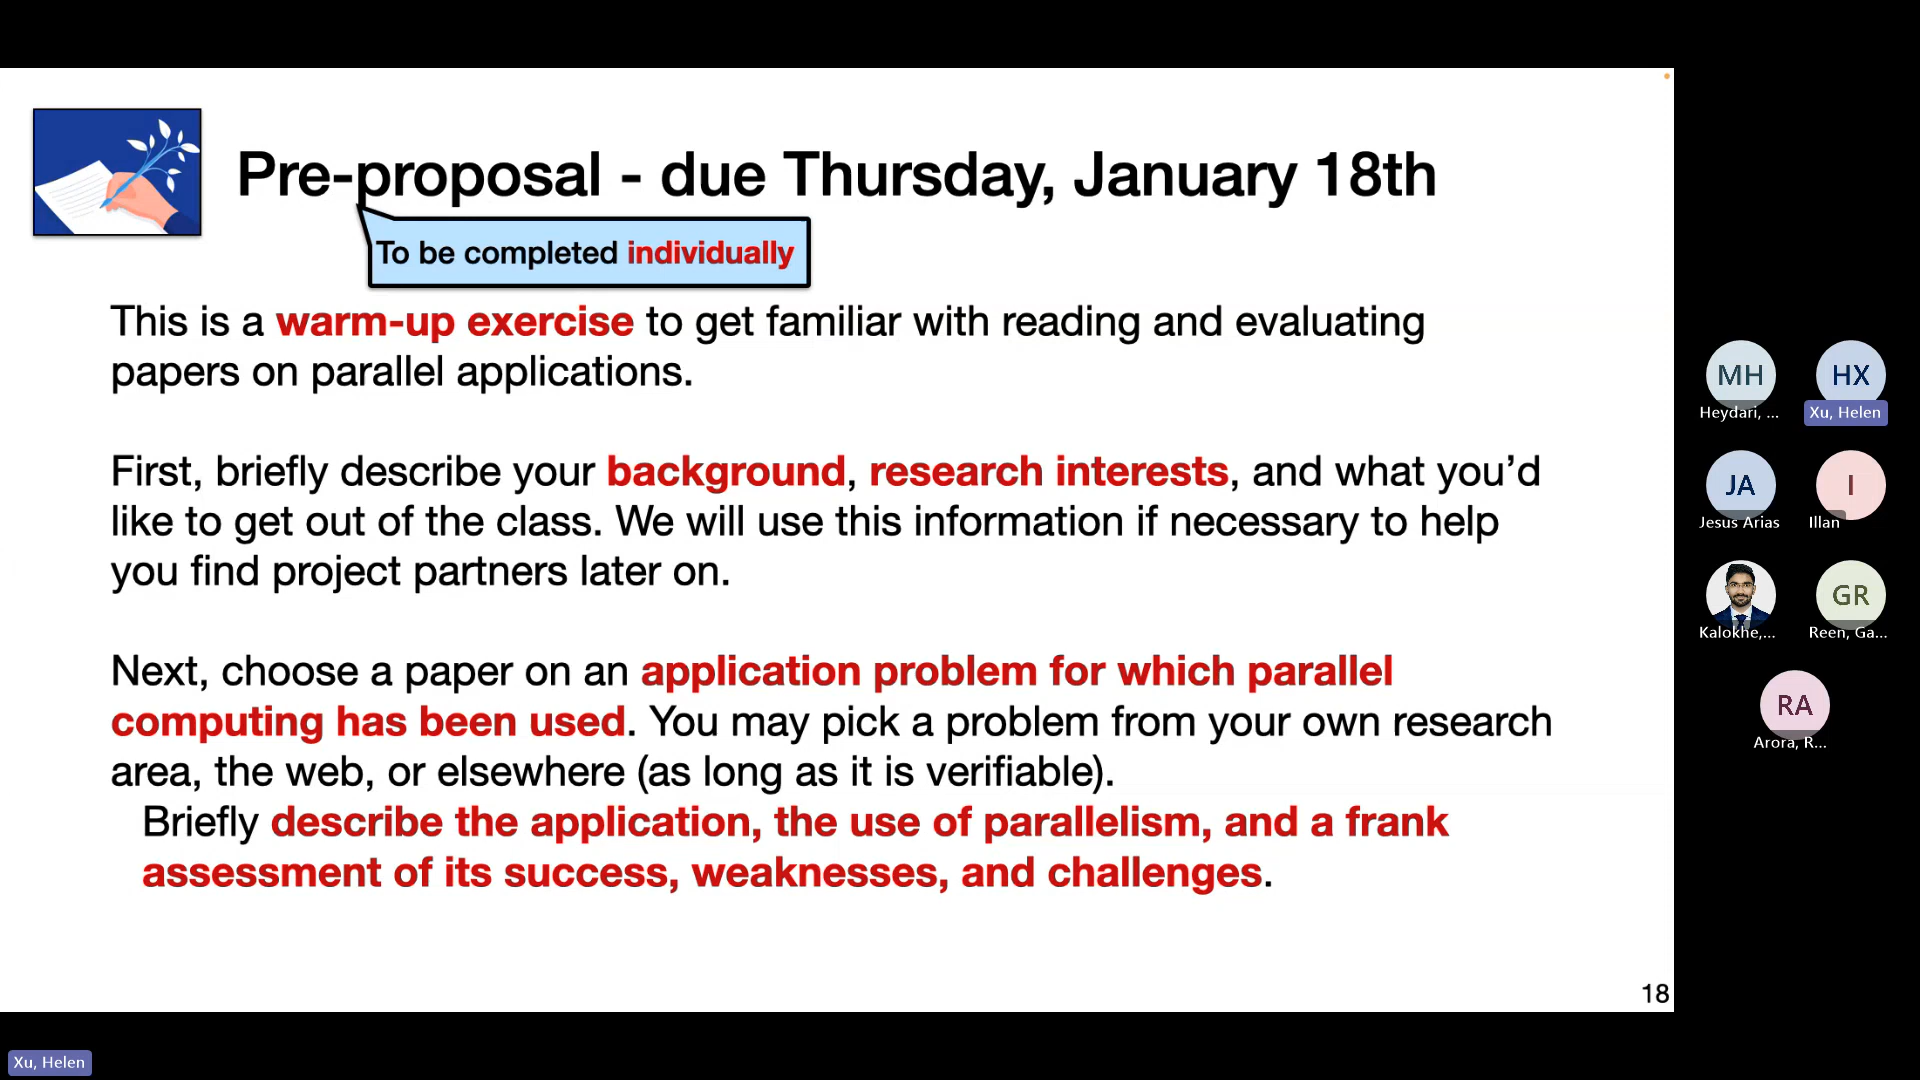 Pre-proposal - due Thursday, January 18th
To be completed individually
This is a warm-up exercise to get familiar with reading and evaluating
papers on parallel applications.
First, briefly describe your background, research interests, and what you’d
like to get out of the class. We will use this information if necessary to help
you find project partners later on.
Next, choose a paper on an application problem for which parallel
computing has been used. You may pick a problem from your own research
area, the web, or elsewhere (as long as it is verifiable).
Briefly describe the application, the use of parallelism, and a frank
assessment of its success, weaknesses, and challenges.
18
MH
Heydari, ...
HX
Xu, Helen
JA
Jesus Arias
I
Illan
Kalokhe,...
GR
Reen, Ga...
RA
Arora, R...
Xu, Helen